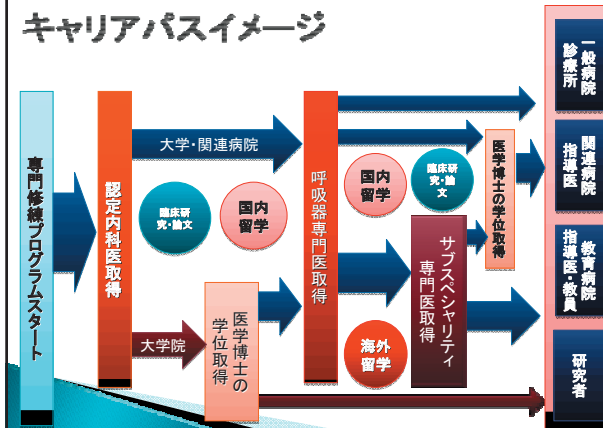 キャリアパスイメージ
専門修練プログラムスタート
認定内科医取得
大学・関連病院
臨床研
究・論文
国内
留学
大学院
医学博士の
学位取得
呼吸器専門医取得
国内
留学
臨床研
究・論
文
海外
留学
サブスペシャリティ
専門医取得
医学博士の学位取得
一般病院
診療所
関連病院
指導医
教育病院
指導医・教員
研究者